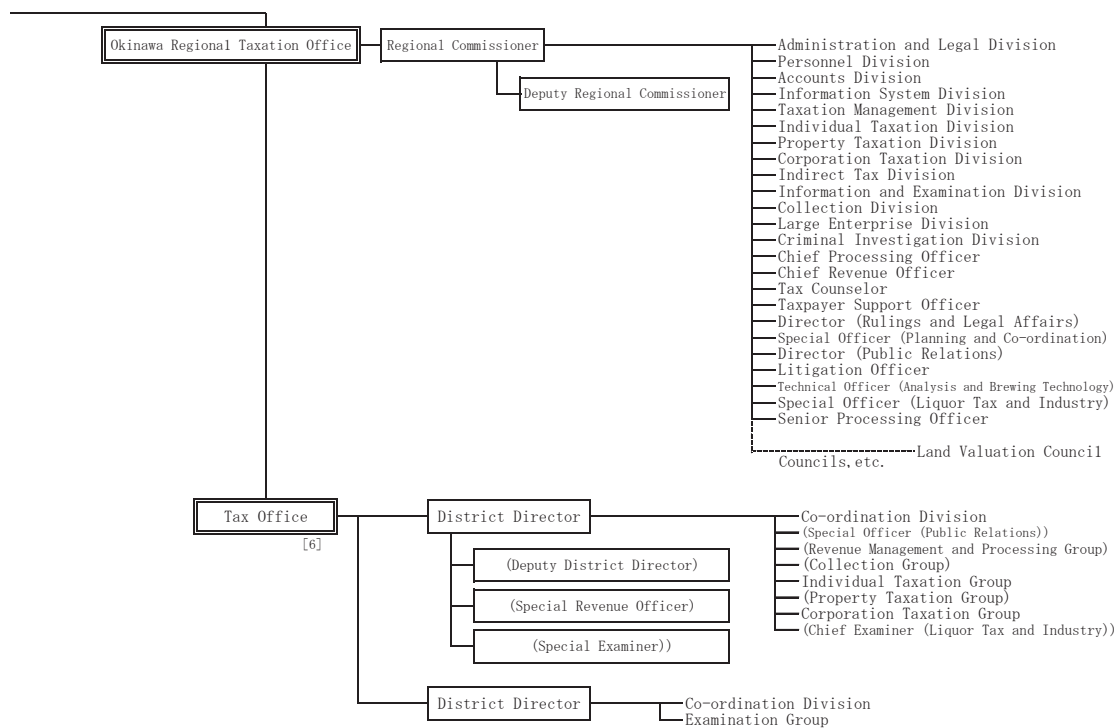 Okinawa Regional Taxation Office
Regional Commissioner
Deputy Regional Commissioner
Administration and Legal Division
Personnel Division
Accounts Division
Information System Division
Taxation Management Division
Individual Taxation Division
Property Taxation Division
Corporation Taxation Division
Indirect Tax Division
Information and Examination Division
Collection Division
Large Enterprise Division
Criminal Investigation Division
Chief Processing Officer
Chief Revenue Officer
Tax Counselor
Taxpayer Support Officer
Director (Rulings and Legal Affairs)
Special Officer (Planning and Co-ordination)
Director (Public Relations)
Litigation Officer
Technical Officer (Analysis and Brewing Technology)
Special Officer (Liquor Tax and Industry)
Senior Processing Officer
Land Valuation Council
Councils, etc.
Tax Office
[6]
District Director
(Deputy District Director)
(Special Revenue Officer)
(Special Examiner))
Co-ordination Division
(Special Officer (Public Relations))
(Revenue Management and Processing Group)
(Collection Group)
Individual Taxation Group
(Property Taxation Group)
Corporation Taxation Group
(Chief Examiner (Liquor Tax and Industry))
District Director
Co-ordination Division
Examination Group